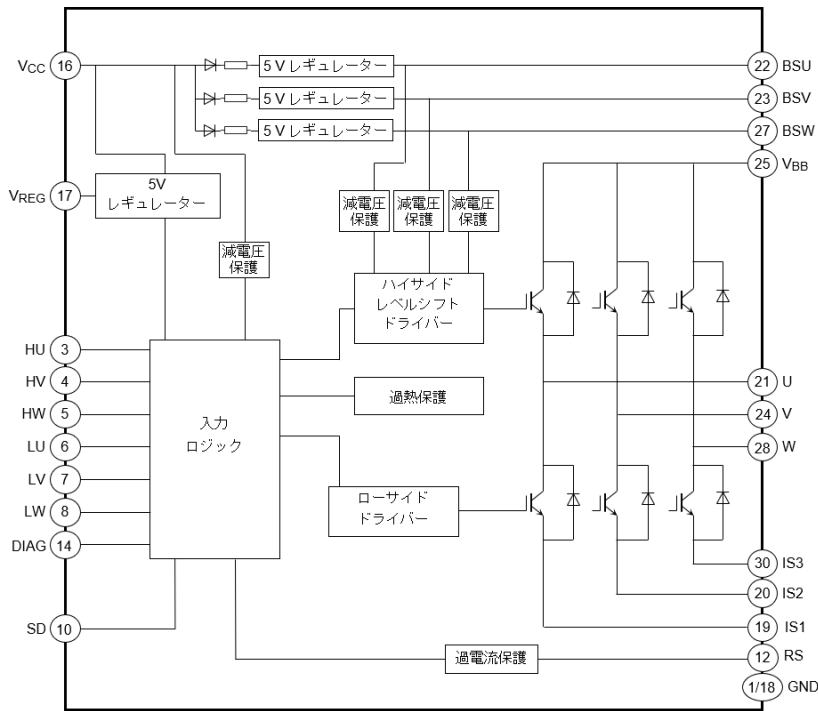 VCC 16
5 V レギュレーター
22 BSU
5 V レギュレーター
23 BSV
5 V レギュレーター
27 BSW
25 VBB
VREG 17
5V
レギュレーター
減電圧
保護
減電圧
保護
減電圧
保護
減電圧
保護
ハイサイド
レベルシフト
ドライバー
HU 3
HV 4
HW 5
LU 6
LV 7
LW 8
DIAG 14
SD 10
入力
ロジック
過熱保護
ローサイド
ドライバー
21 U
24 V
28 W
30 IS3
20 IS2
19 IS1
過電流保護
12 RS
1/18 GND